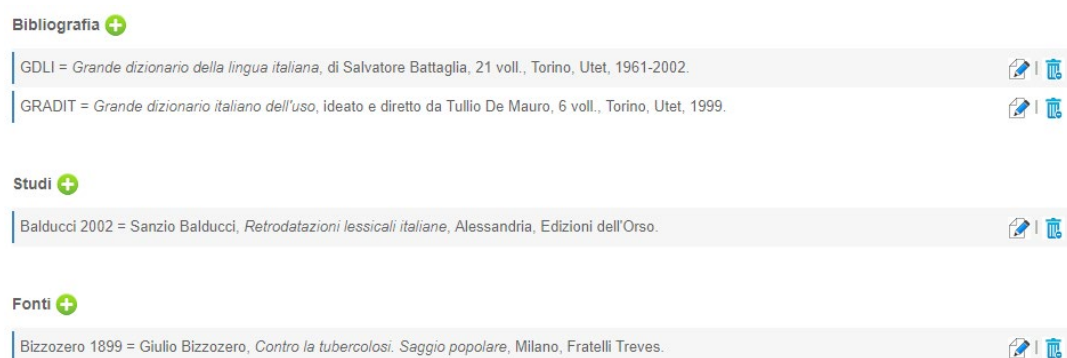 Bibliografia
GDLI = Grande dizionario della lingua italiana, di Salvatore Battaglia, 21 voll., Torino, Utet, 1961-2002.
GRADIT = Grande dizionario italiano dell'uso, ideato e diretto da Tullio De Mauro, 6 voll., Torino, Utet, 1999.
Studi
Balducci 2002 = Sanzio Balducci, Retrodatazioni lessicali italiane, Alessandria, Edizioni dell'Orso.
Fonti
Bizzozero 1899 = Giulio Bizzozero, Contro la tubercolosi. Saggio popolare, Milano, Fratelli Treves.